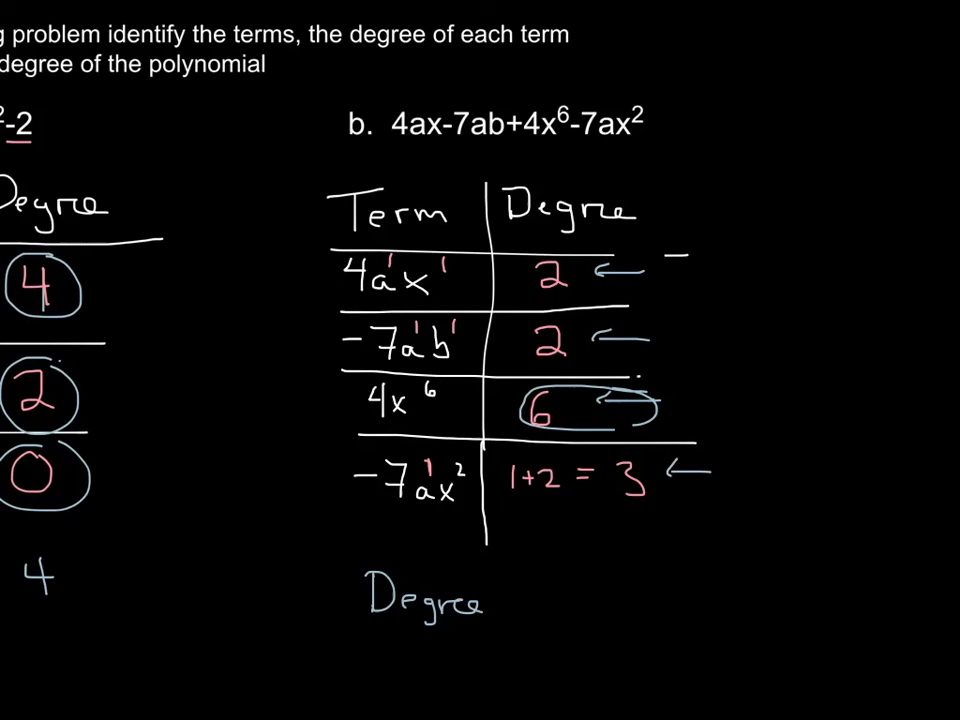 g problem identify the terms, the degree of each term
degree of the polynomial
²-2
b. 4ax-7ab+4x⁶-7ax²
Degree
4
2
0
4
Term Degree
4a¹x¹ 2
-7a¹b¹ 2
4x⁶ 6
-7a¹x² 1+2 = 3
Degree